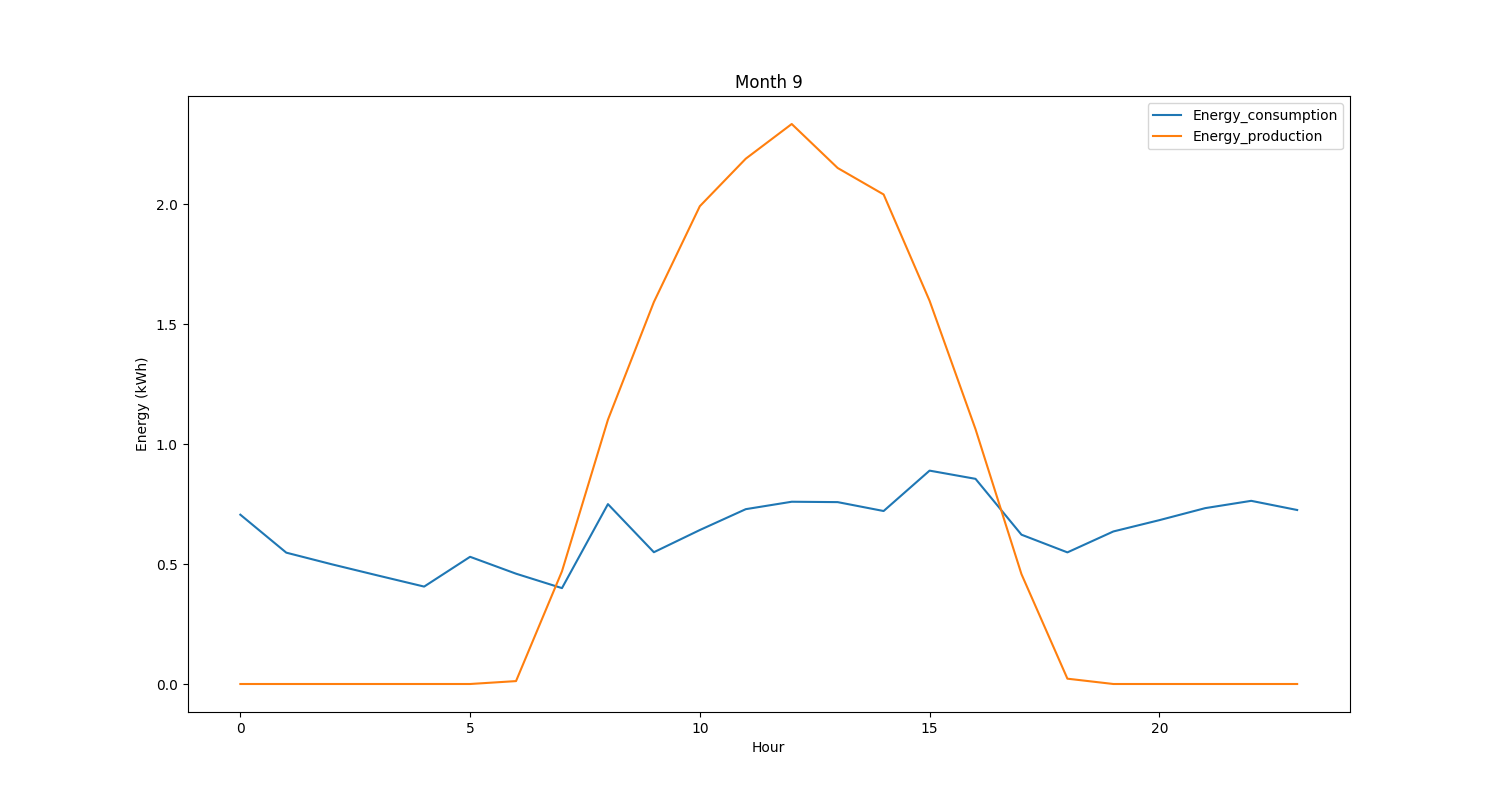 Month 9
Energy_consumption
Energy_production
2.0
1.5
1.0
0.5
0.0
Energy (kWh)
0 5 10 15 20
Hour